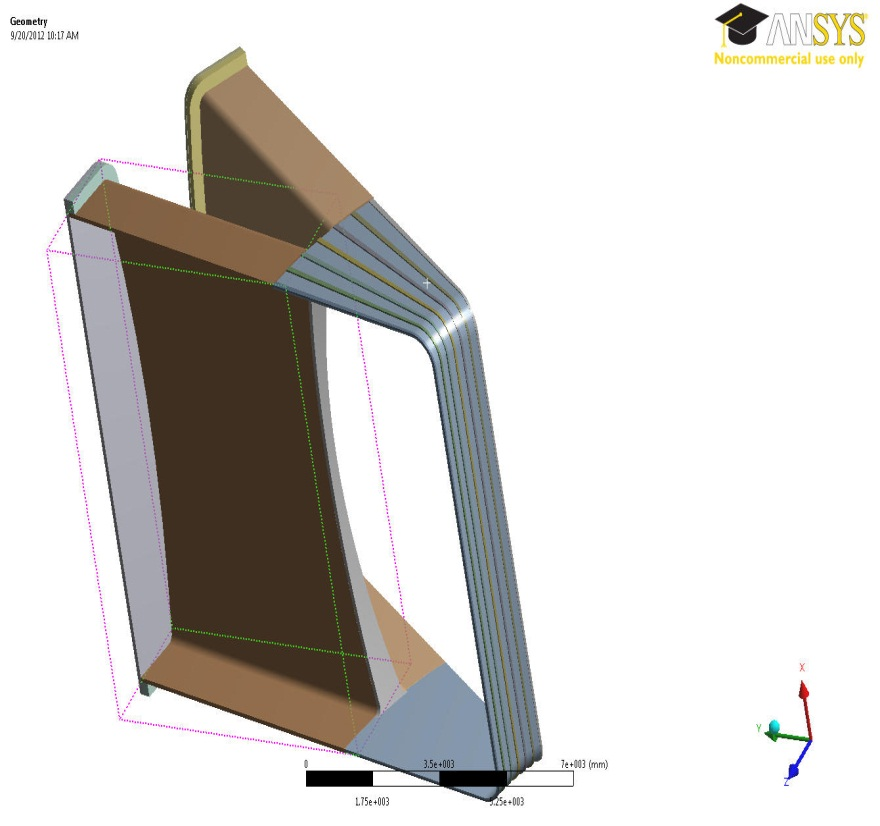 Geometry
9/20/2012 10:17 AM
ANSYS
Noncommercial use only
X
Y
Z
0 3.5e+003 7e+003 (mm)
1.75e+003 5.25e+003